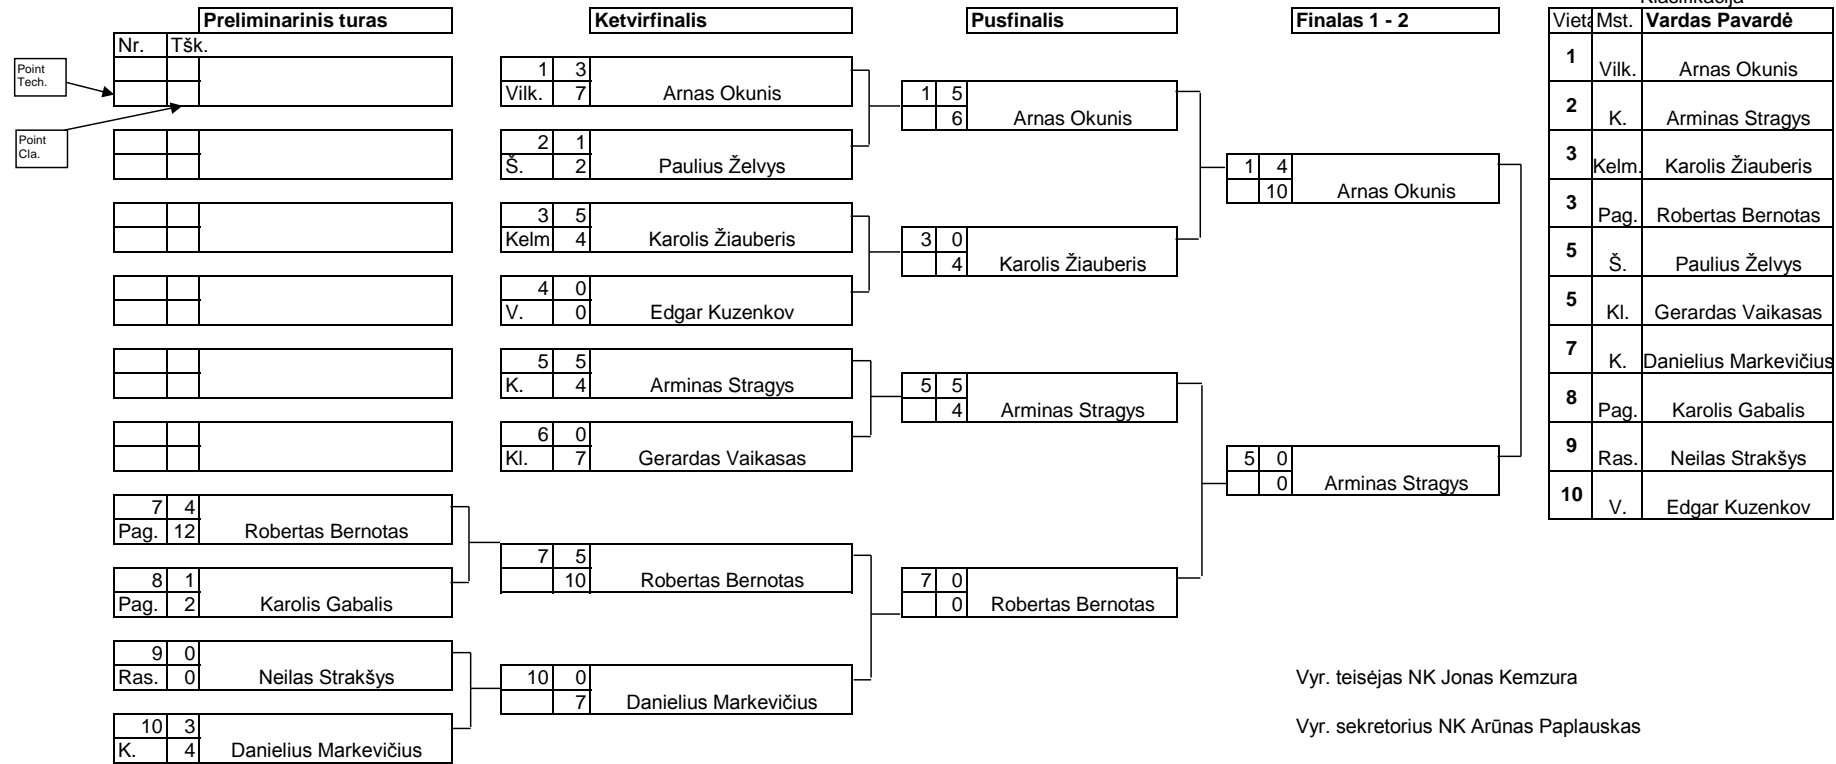 Klasifikacija
Preliminarinis turas Ketvirfinalis Pusfinalis Finalas 1 - 2 Vieta Mst. Vardas Pavardė
Nr. Tšk.
Point
Tech.
Point
Cla.
7 4
Pag. 12 Robertas Bernotas
8 1
Pag. 2 Karolis Gabalis
9 0
Ras. 0 Neilas Strakšys
10 3
K. 4 Danielius Markevičius
1 3
Vilk. 7 Arnas Okunis
2 1
Š. 2 Paulius Želvys
3 5
Kelm 4 Karolis Žiauberis
4 0
V. 0 Edgar Kuzenkov
5 5
K. 4 Arminas Stragys
6 0
Kl. 7 Gerardas Vaikasas
7 5
10 Robertas Bernotas
10 0
7 Danielius Markevičius
1 5
6 Arnas Okunis
3 0
4 Karolis Žiauberis
5 5
4 Arminas Stragys
7 0
0 Robertas Bernotas
1 4
10 Arnas Okunis
5 0
0 Arminas Stragys
1 Vilk. Arnas Okunis
2 K. Arminas Stragys
3 Kelm. Karolis Žiauberis
3 Pag. Robertas Bernotas
5 Š. Paulius Želvys
5 Kl. Gerardas Vaikasas
7 K. Danielius Markevičius
8 Pag. Karolis Gabalis
9 Ras. Neilas Strakšys
10 V. Edgar Kuzenkov
Vyr. teisėjas NK Jonas Kemzura
Vyr. sekretorius NK Arūnas Paplauskas